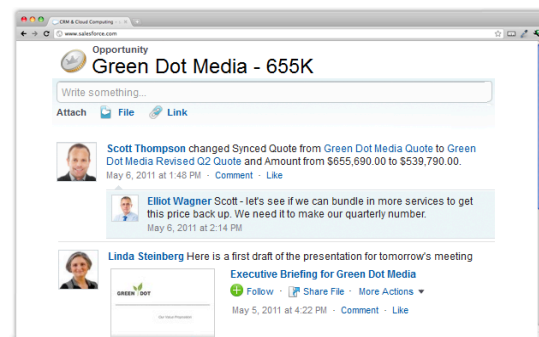 CRM & Cloud Computing
www.salesforce.com
Opportunity
Green Dot Media - 655K
Write something...
Attach File Link
Scott Thompson changed Synced Quote from Green Dot Media Quote to Green
Dot Media Revised Q2 Quote and Amount from $655,690.00 to $539,790.00.
May 6, 2011 at 1:48 PM · Comment · Like
Elliot Wagner Scott - let's see if we can bundle in more services to get
this price back up. We need it to make our quarterly number.
May 6, 2011 at 2:14 PM
Linda Steinberg Here is a first draft of the presentation for tomorrow's meeting
GREEN DOT
Executive Briefing for Green Dot Media
Follow · Share File · More Actions
May 5, 2011 at 4:22 PM · Comment · Like